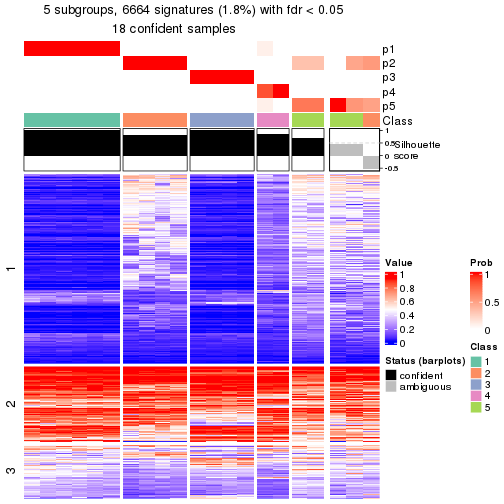 5 subgroups, 6664 signatures (1.8%) with fdr < 0.05
18 confident samples
p1
p2
p3
p4
p5
Class
1
0.5
0
-0.5
Silhouette
score
1
2
3
Value
1
0.8
0.6
0.4
0.2
0
Status (barplots)
confident
ambiguous
Prob
1
0.5
0
Class
1
2
3
4
5